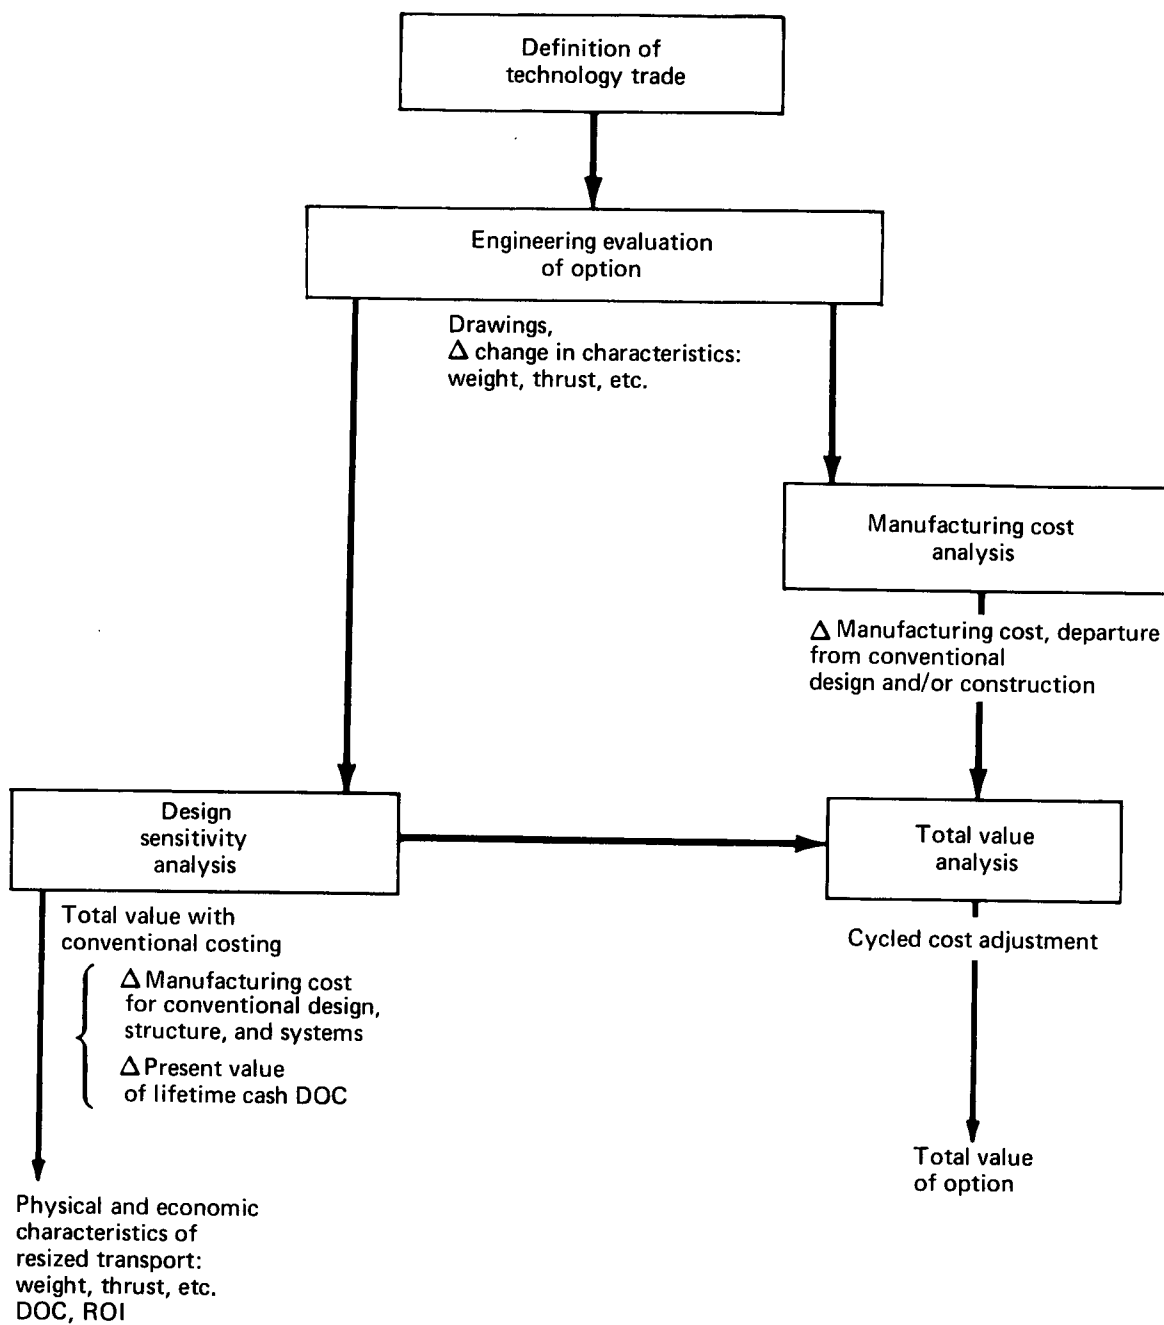 Definition of
technology trade
Engineering evaluation
of option
Drawings,
Δ change in characteristics:
weight, thrust, etc.
Manufacturing cost
analysis
Δ Manufacturing cost, departure
from conventional
design and/or construction
Design
sensitivity
analysis
Total value
analysis
Total value with
conventional costing
Δ Manufacturing cost
for conventional design,
structure, and systems
Δ Present value
of lifetime cash DOC
Cycled cost adjustment
Total value
of option
Physical and economic
characteristics of
resized transport:
weight, thrust, etc.
DOC, ROI